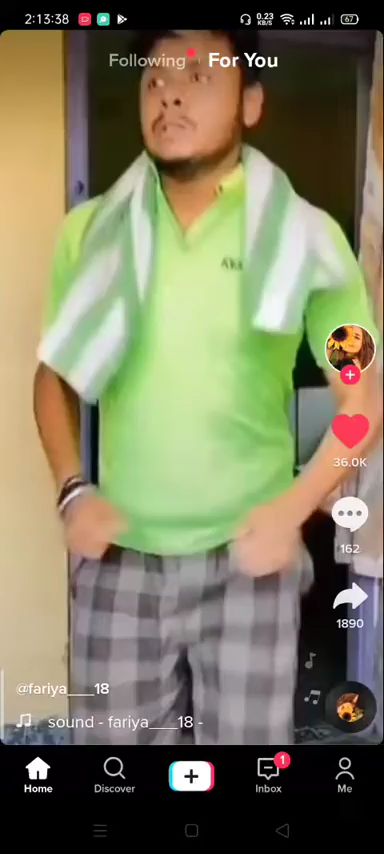 2:13:38
0.23
KB/S
67
Following
For You
36.0K
162
1890
@fariya___18
sound - fariya___18 -
1
Home
Discover
Inbox
Me